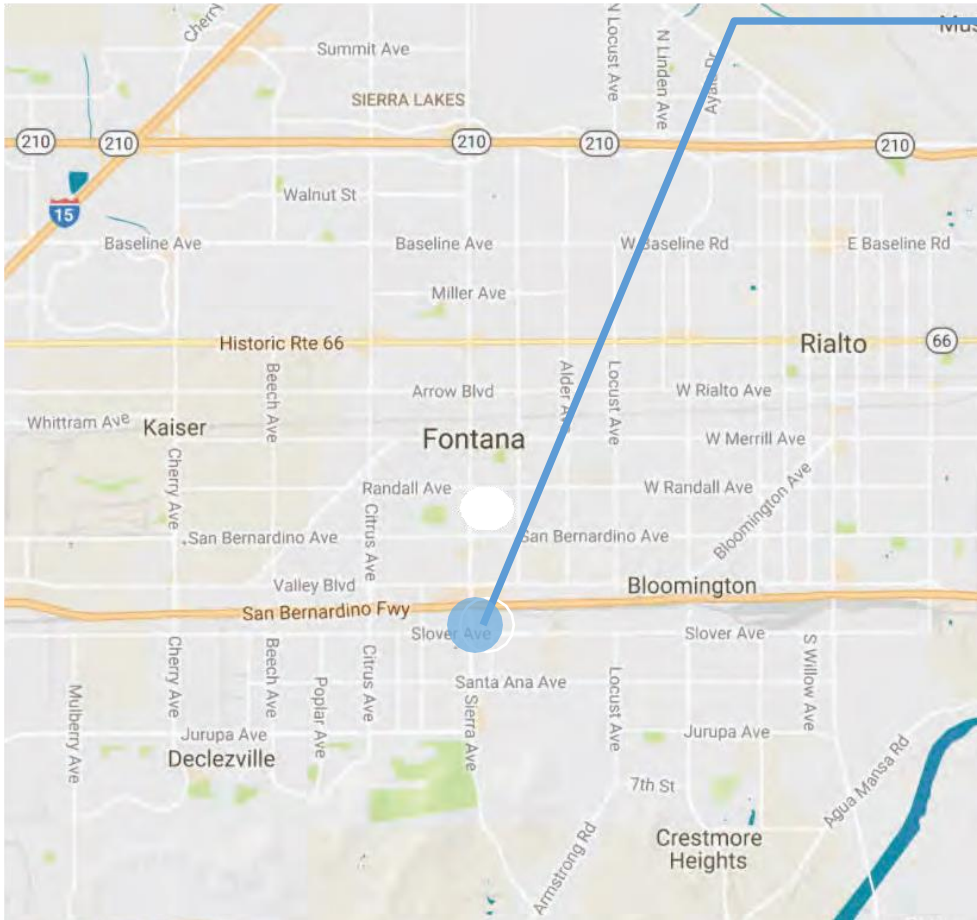 Cherry
Summit Ave
N Locust Ave
N Linden Ave
SIERRA LAKES
210
210
210
210
210
15
Walnut St
Baseline Ave
Baseline Ave
W Baseline Rd
E Baseline Rd
Miller Ave
Historic Rte 66
Rialto
66
Beech Ave
Arrow Blvd
Alder Ave
Locust Ave
W Rialto Ave
Whittram Ave
Kaiser
Fontana
W Merrill Ave
Cherry Ave
Randall Ave
W Randall Ave
Bloomington Ave
Citrus Ave
San Bernardino Ave
San Bernardino Ave
Valley Blvd
Bloomington
San Bernardino Fwy
Slover Ave
Slover Ave
Cherry Ave
Beech Ave
Citrus Ave
S Willow Ave
Poplar Ave
Santa Ana Ave
Locust Ave
Mulberry Ave
Sierra Ave
Jurupa Ave
Jurupa Ave
Declezville
7th St
Agua Mansa Rd
Crestmore
Heights
Armstrong Rd